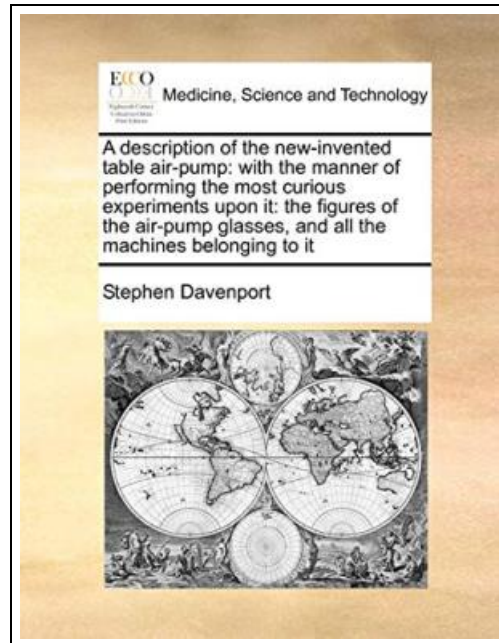 ECCO
Medicine, Science and Technology
A description of the new-invented
table air-pump: with the manner of
performing the most curious
experiments upon it: the figures of
the air-pump glasses, and all the
machines belonging to it
Stephen Davenport